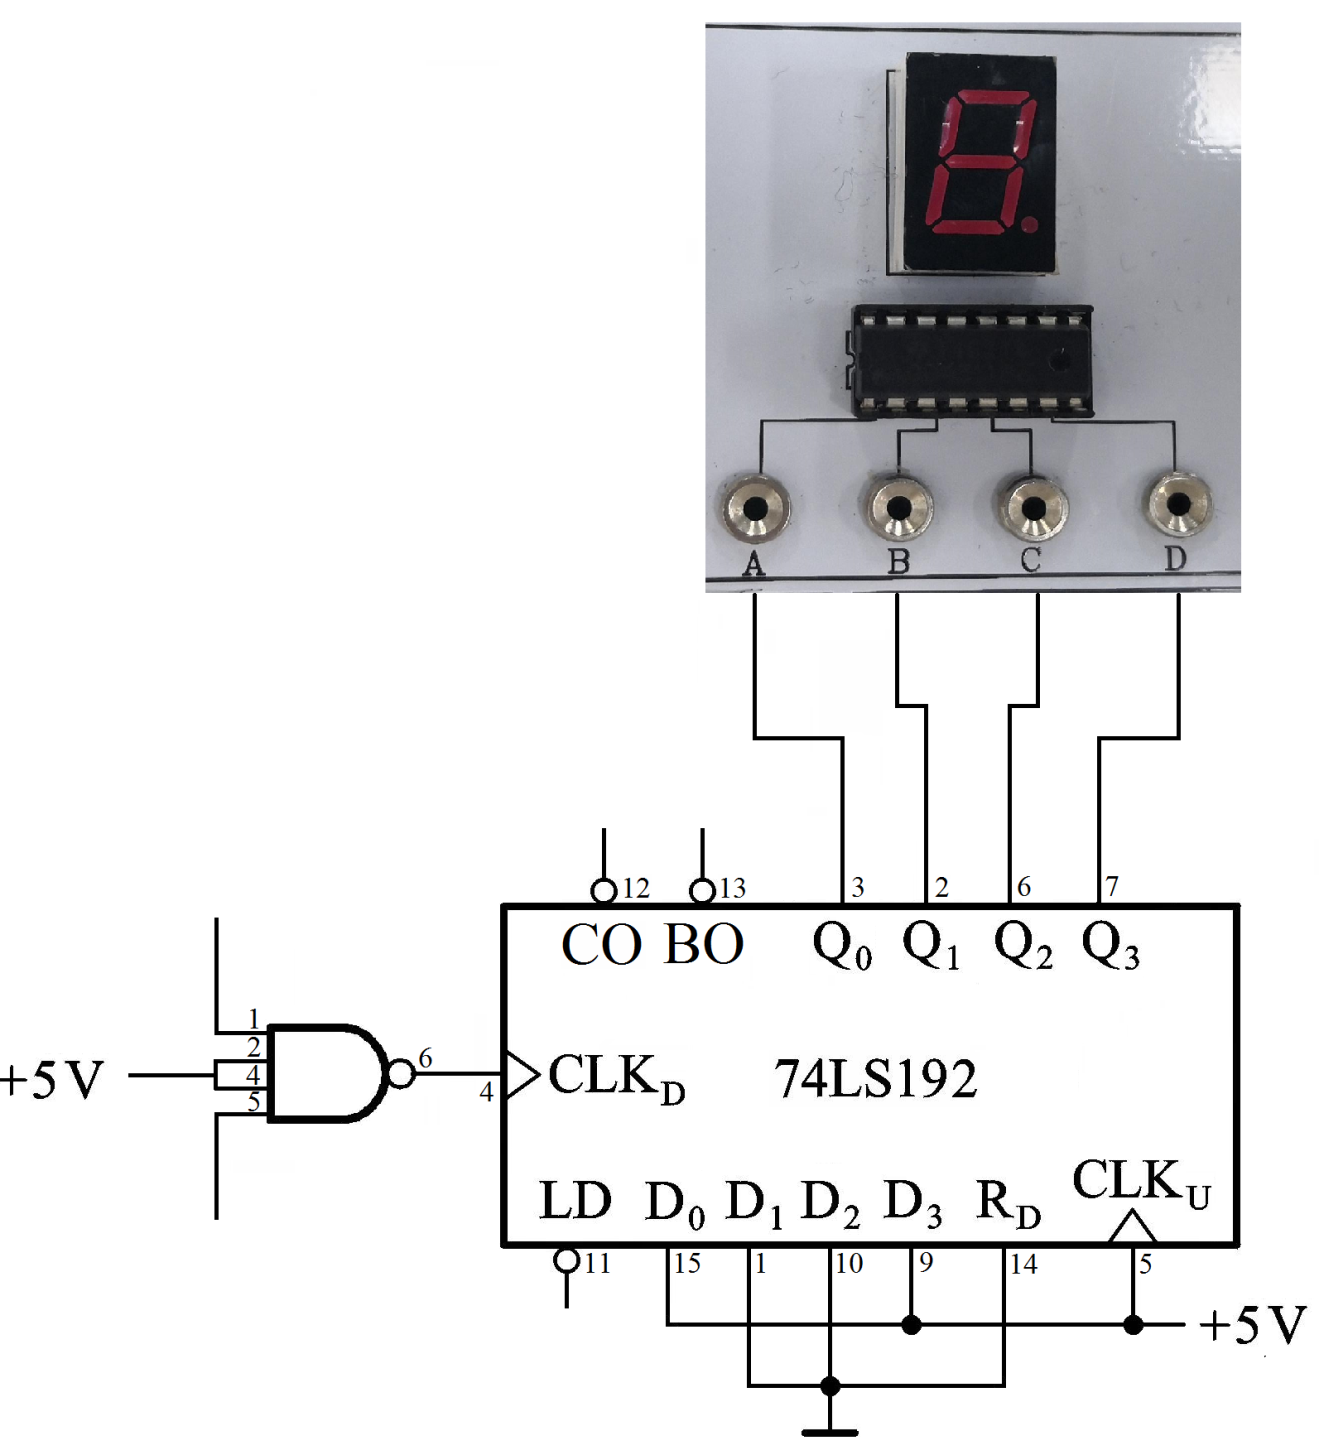 A B C D
12 13 3 2 6 7
CO BO Q0 Q1 Q2 Q3
1
2
+5V 4
5
6
4
CLKD 74LS192
CLKU
LD D0 D1 D2 D3 RD
11 15 1 10 9 14 5
+5V